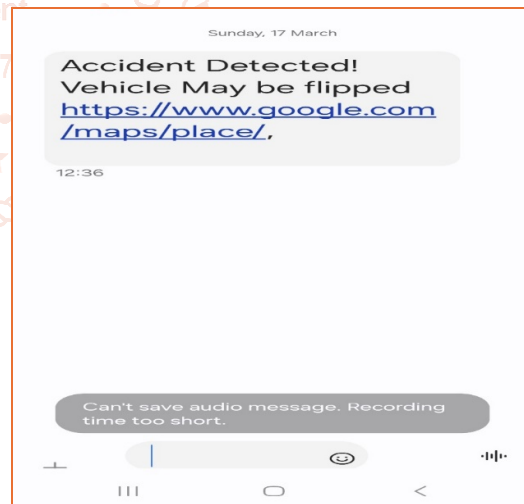 Sunday, 17 March
Accident Detected!
Vehicle May be flipped
https://www.google.com
/maps/place/,
12:36
Can't save audio message. Recording
time too short.